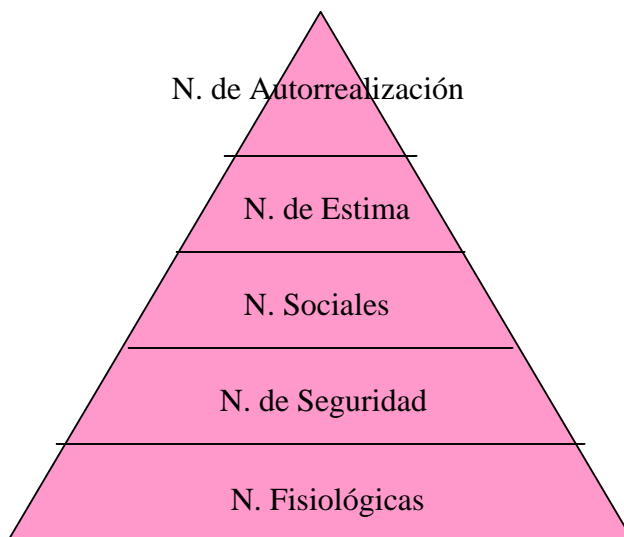 N. de Autorrealización
N. de Estima
N. Sociales
N. de Seguridad
N. Fisiológicas